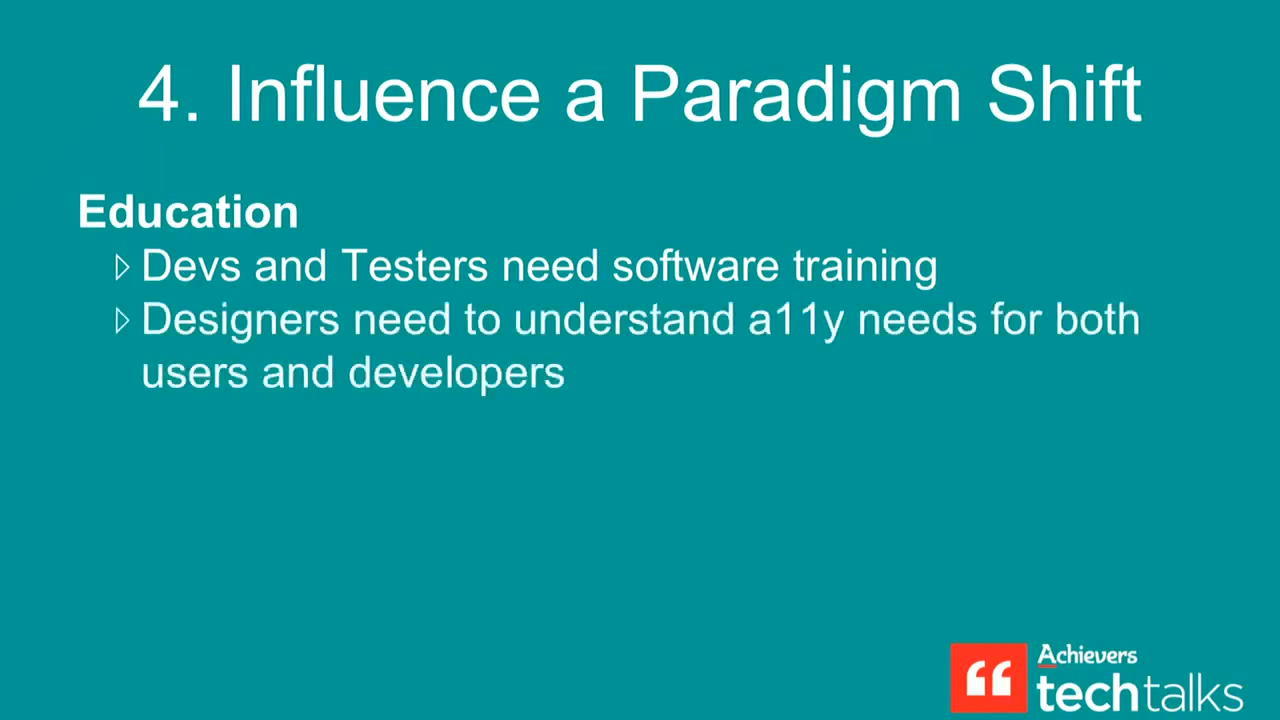 4. Influence a Paradigm Shift
Education
Devs and Testers need software training
Designers need to understand a11y needs for both
users and developers
Achievers
techtalks